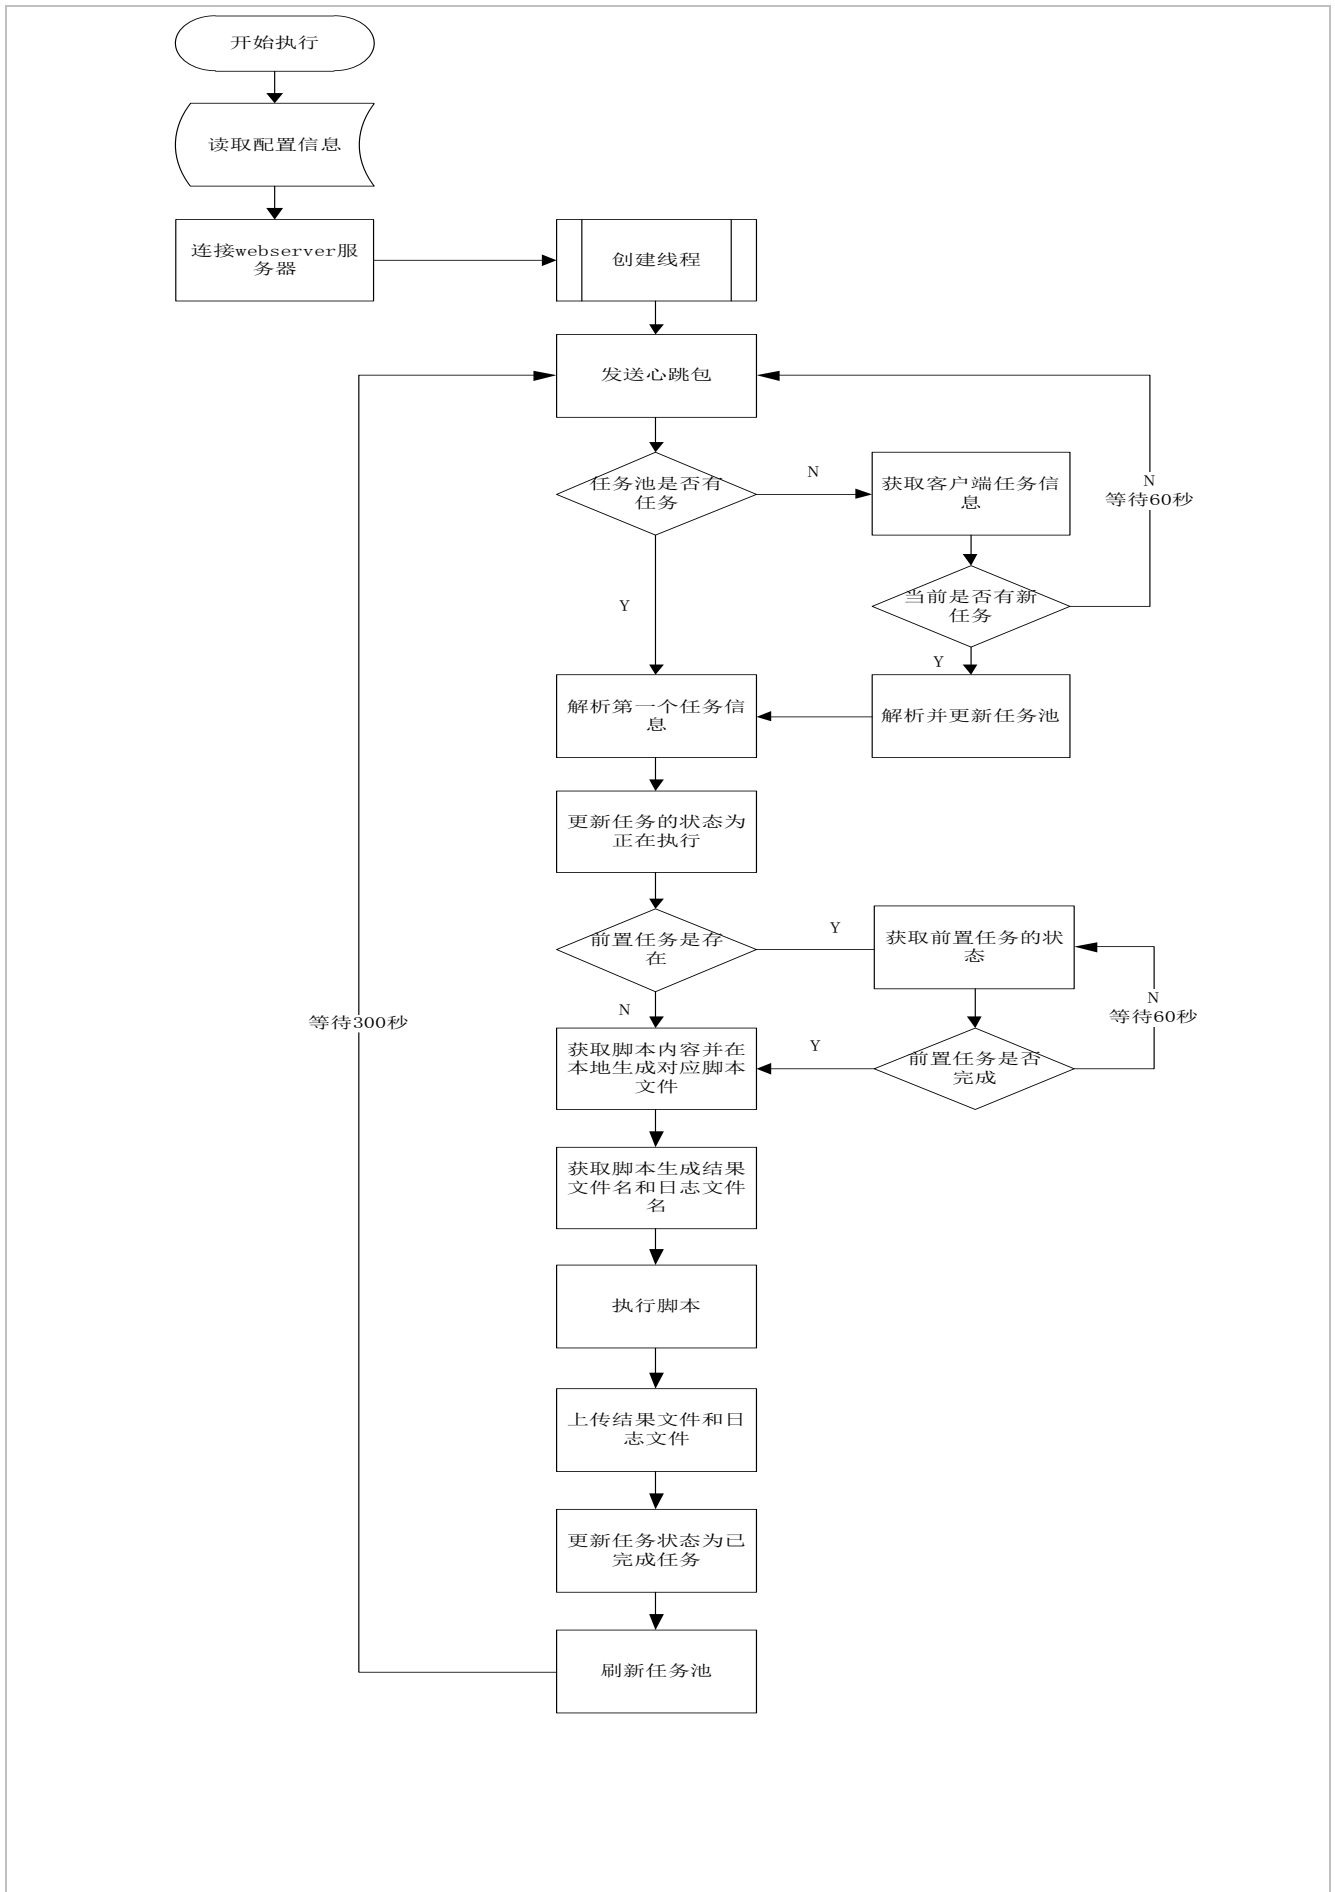 开始执行
读取配置信息
连接webserver服
务器
创建线程
发送心跳包
任务池是否有
任务
N
获取客户端任务信
息
N
等待60秒
当前是否有新
任务
Y
Y
解析第一个任务信
息
解析并更新任务池
更新任务的状态为
正在执行
前置任务是存
在
Y
获取前置任务的状
态
N
等待60秒
N
等待300秒
获取脚本内容并在
本地生成对应脚本
文件
Y
前置任务是否
完成
获取脚本生成结果
文件名和日志文件
名
执行脚本
上传结果文件和日
志文件
更新任务状态为已
完成任务
刷新任务池